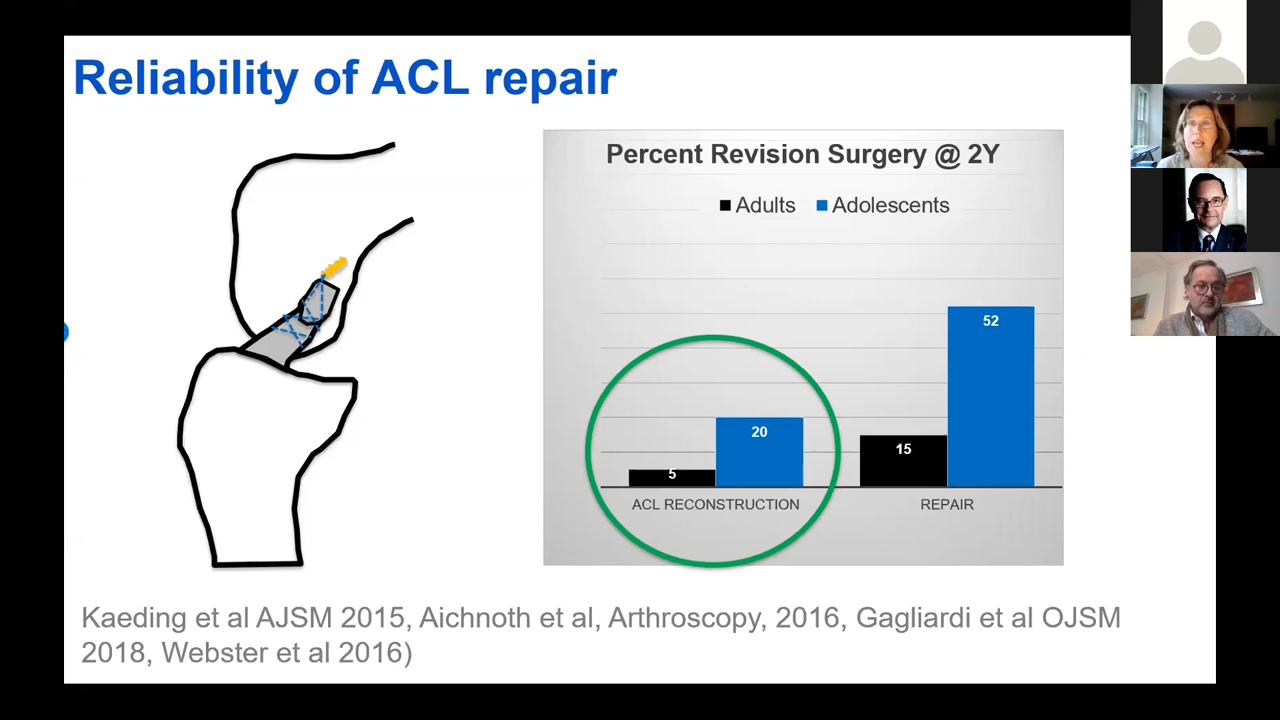 Reliability of ACL repair
Percent Revision Surgery @ 2Y
Adults Adolescents
52
20
15
5
ACL RECONSTRUCTION REPAIR
Kaeding et al AJSM 2015, Aichnoth et al, Arthroscopy, 2016, Gagliardi et al OJSM
2018, Webster et al 2016)